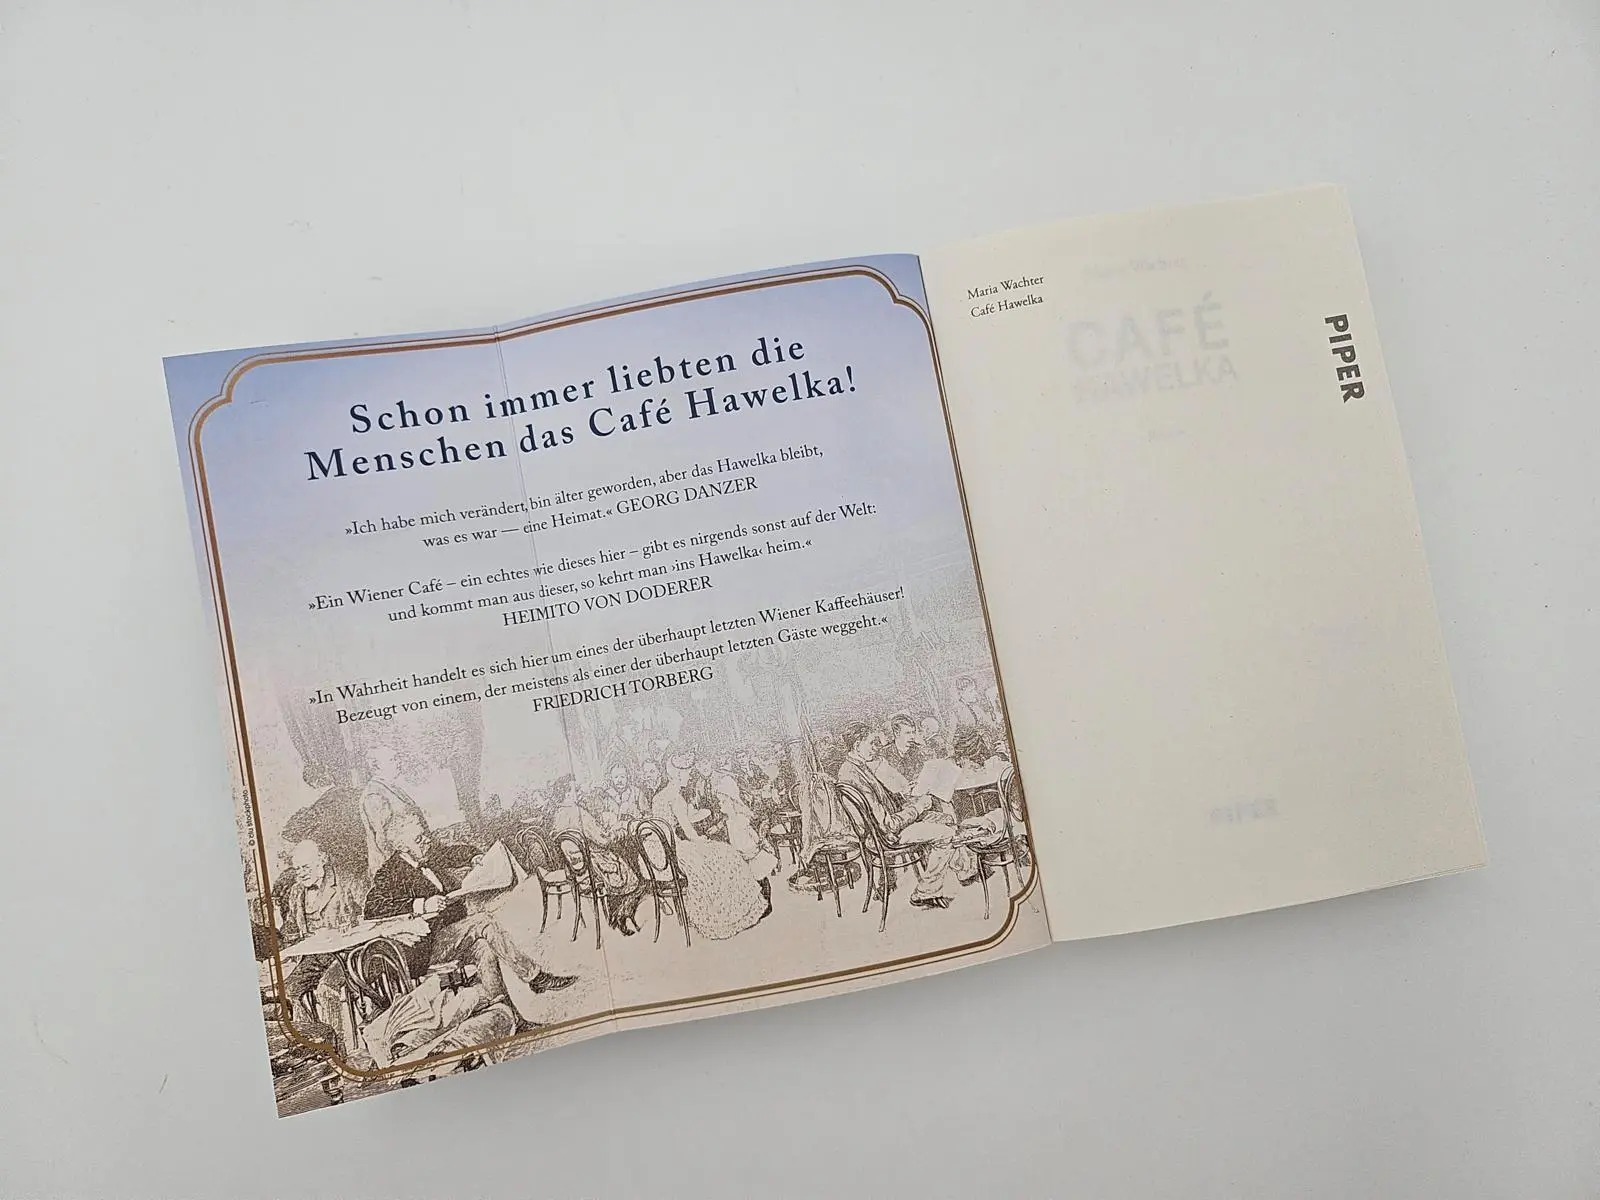 Schon immer liebten die
Menschen das Café Hawelka!
»Ich habe mich verändert, bin älter geworden, aber das Hawelka bleibt,
was es war — eine Heimat.« GEORG DANZER
»Ein Wiener Café – ein echtes wie dieses hier – gibt es nirgends sonst auf der Welt:
und kommt man aus dieser, so kehrt man ›ins Hawelka‹ heim.«
HEIMITO VON DODERER
»In Wahrheit handelt es sich hier um eines der überhaupt letzten Wiener Kaffeehäuser!
Bezeugt von einem, der meistens als einer der überhaupt letzten Gäste weggeht.«
FRIEDRICH TORBERG
Maria Wachter
Café Hawelka
PIPER
CAFÉ
HAWELKA
PIPER